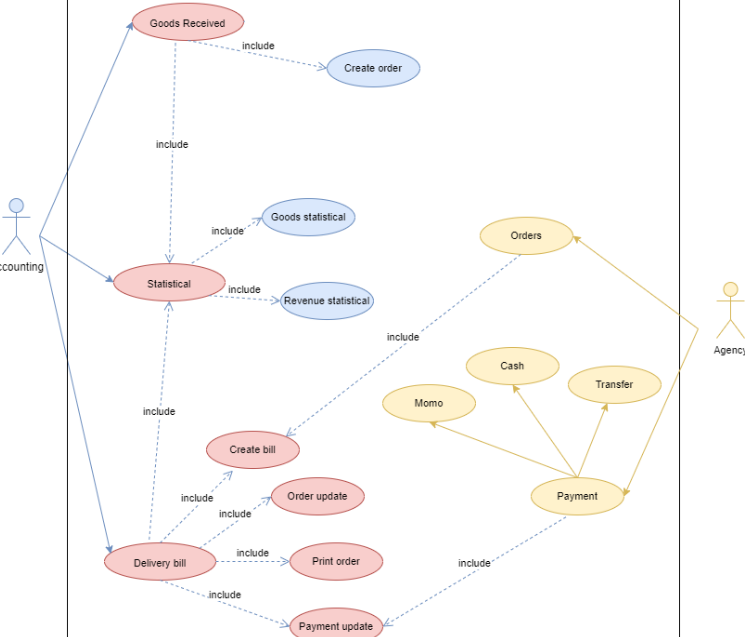 Goods Received
include
Create order
include
Goods statistical
include
Orders
ccounting
Statistical
include
Revenue statistical
include
Agency
Cash
Transfer
Momo
include
Create bill
include
Order update
Payment
include
include
Print order
Delivery bill
include
include
Payment update